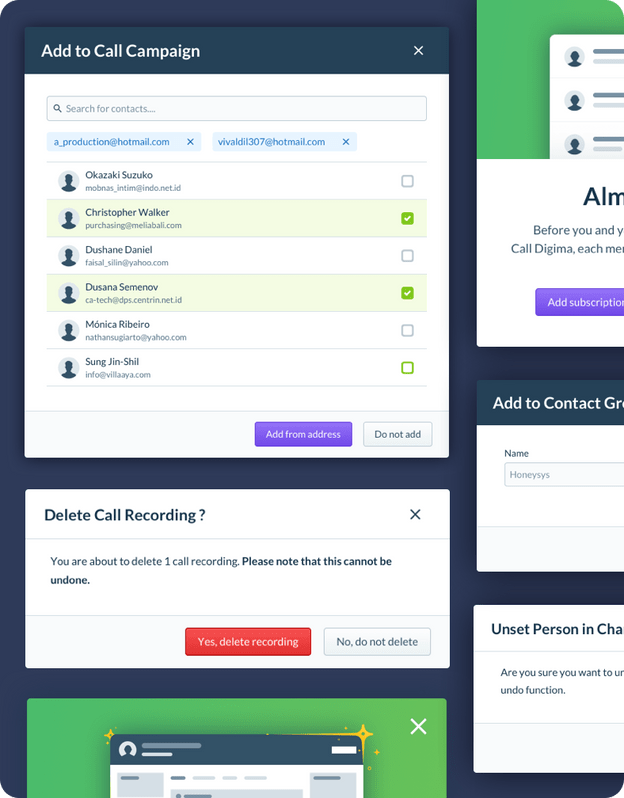 Add to Call Campaign
Search for contacts....
a_production@hotmail.com
vivaldil307@hotmail.com
Okazaki Suzuko
mobnas_intim@indo.net.id
Christopher Walker
purchasing@meliabali.com
Dushane Daniel
faisal_silin@yahoo.com
Dusana Semenov
ca-tech@dps.centrin.net.id
Mónica Ribeiro
nathansugiarto@yahoo.com
Sung Jin-Shil
info@villaaya.com
Add from address
Do not add
Delete Call Recording ?
You are about to delete 1 call recording. Please note that this cannot be
undone.
Yes, delete recording
No, do not delete
Alm
Before you and y
Call Digima, each mem
Add subscription
Add to Contact Gr
Name
Honeysys
Unset Person in Cha
Are you sure you want to un
undo function.